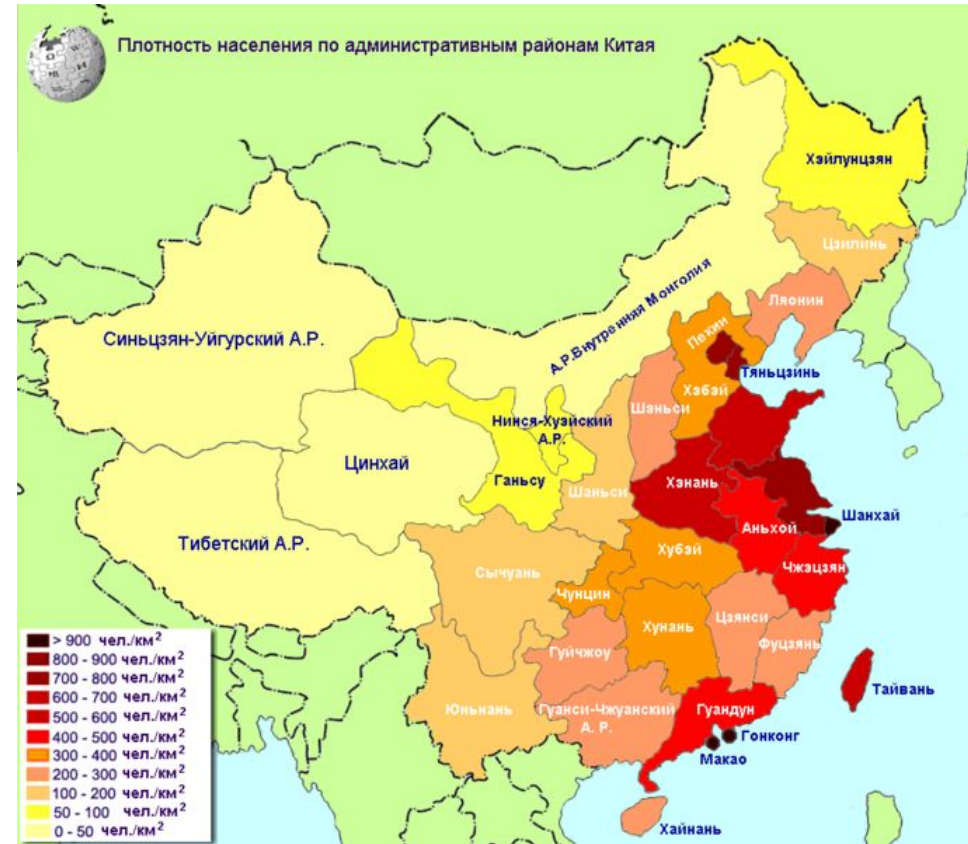 Плотность населения по административным районам Китая
Хэйлунцзян
Цзилинь
Ляонин
А.Р.Внутренняя Монголия
Пекин
Тяньцзинь
Хэбэй
Синьцзян-Уйгурский А.Р.
Шэньси
Нинся-Хуэйский
А.Р.
Цинхай
Ганьсу
Шаньси
Хэнань
Шанхай
Аньхой
Тибетский А.Р.
Хубэй
Чжэцзян
Сычуань
Чунцин
Цзянси
Хунань
Фуцзянь
Гуйчжоу
Тайвань
Юньнань
Гуанси-Чжуанский
А. Р.
Гуандун
Гонконг
Макао
Хайнань
> 900 чел./км²
800 - 900 чел./км²
700 - 800 чел./км²
600 - 700 чел./км²
500 - 600 чел./км²
400 - 500 чел./км²
300 - 400 чел./км²
200 - 300 чел./км²
100 - 200 чел./км²
50 - 100 чел./км²
0 - 50 чел./км²